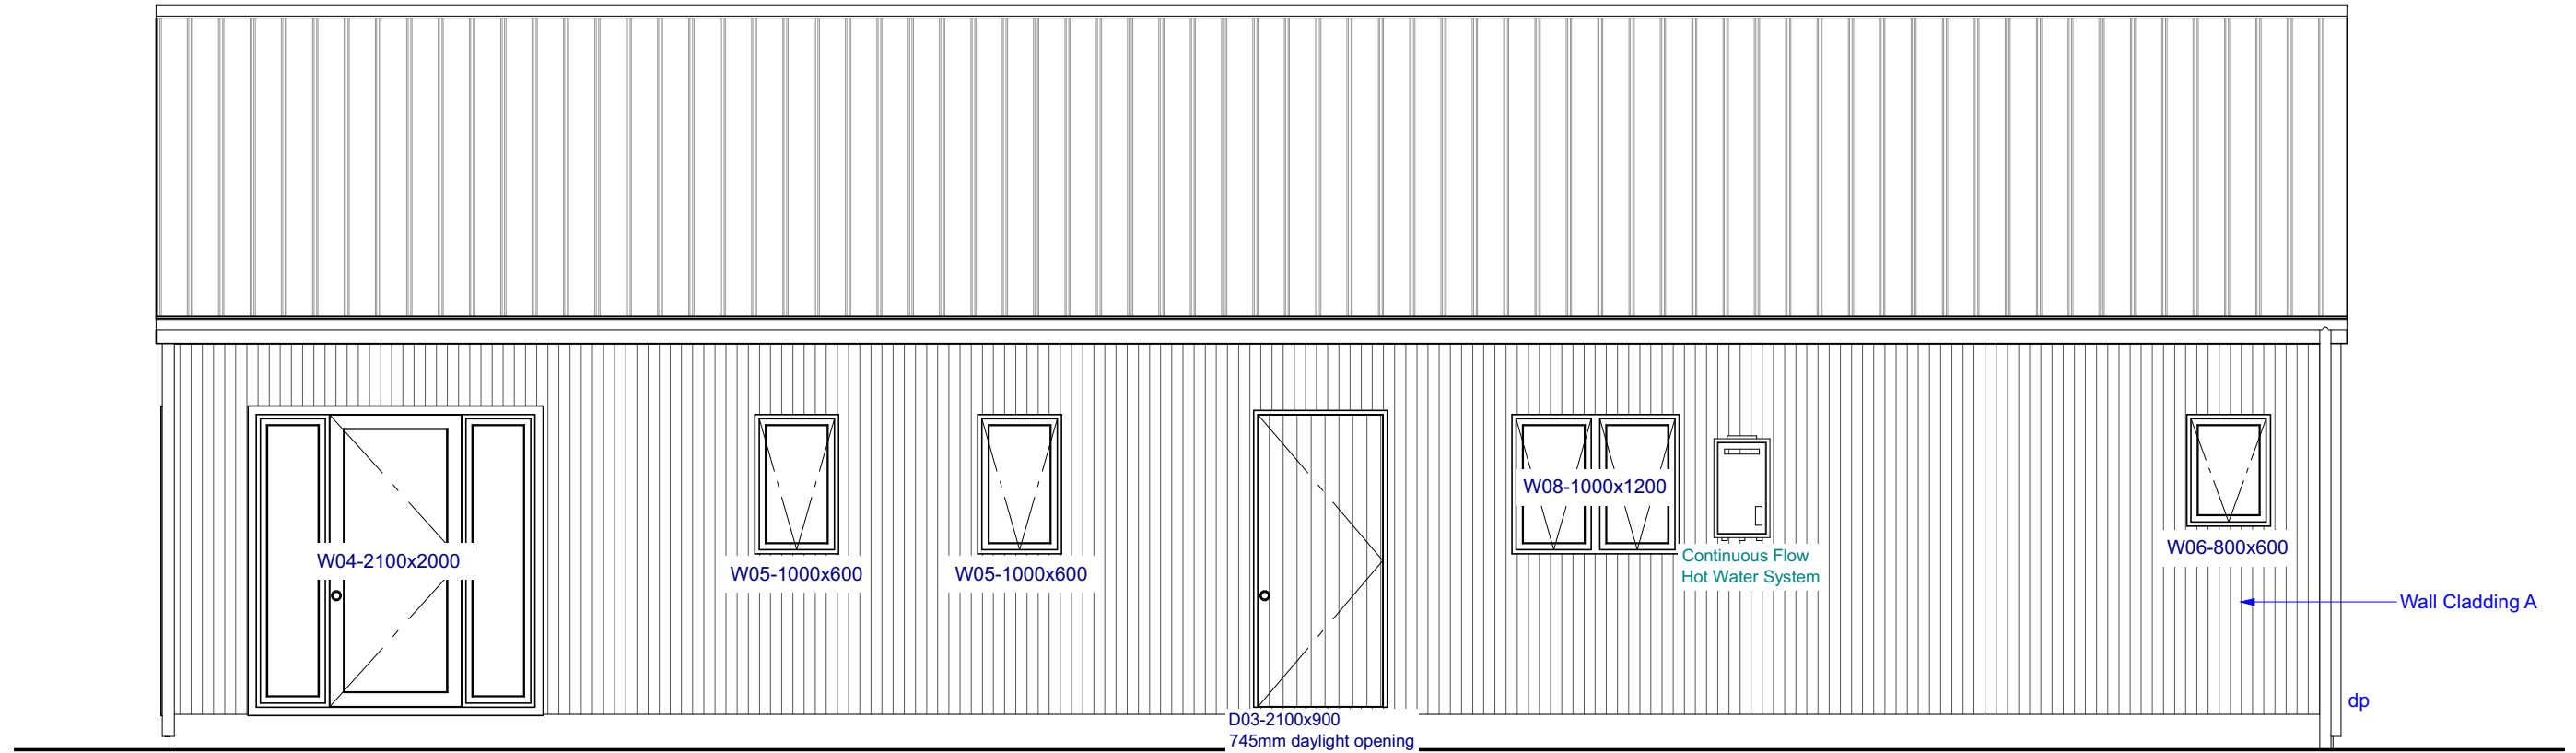 W04-2100x2000
W05-1000x600
W05-1000x600
D03-2100x900
745mm daylight opening
W08-1000x1200
Continuous Flow
Hot Water System
W06-800x600
Wall Cladding A
dp